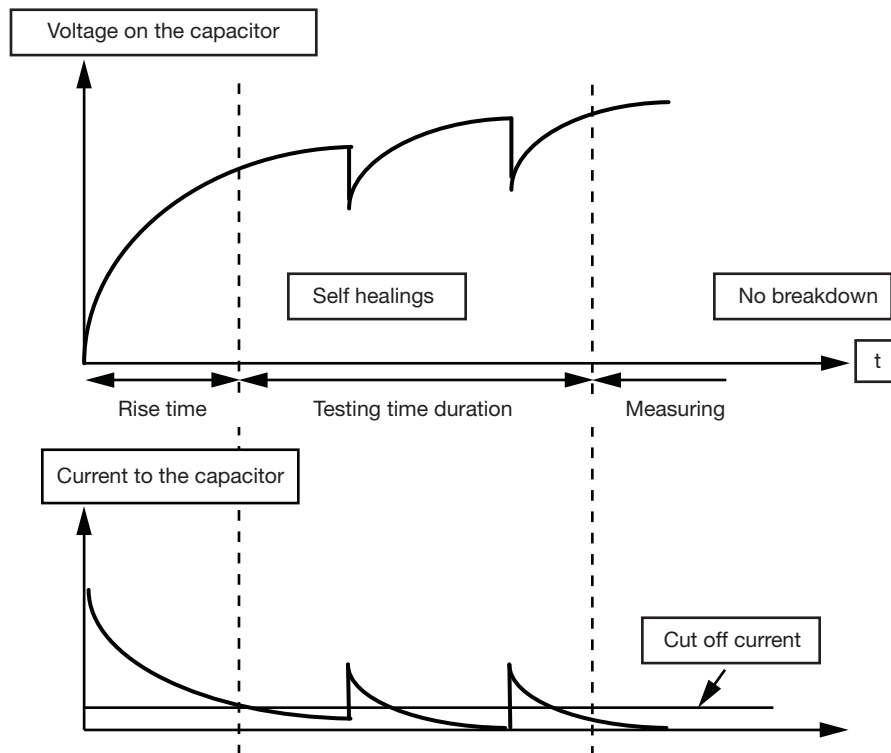 Voltage on the capacitor
Self healings
No breakdown
t
Rise time
Testing time duration
Measuring
Current to the capacitor
Cut off current